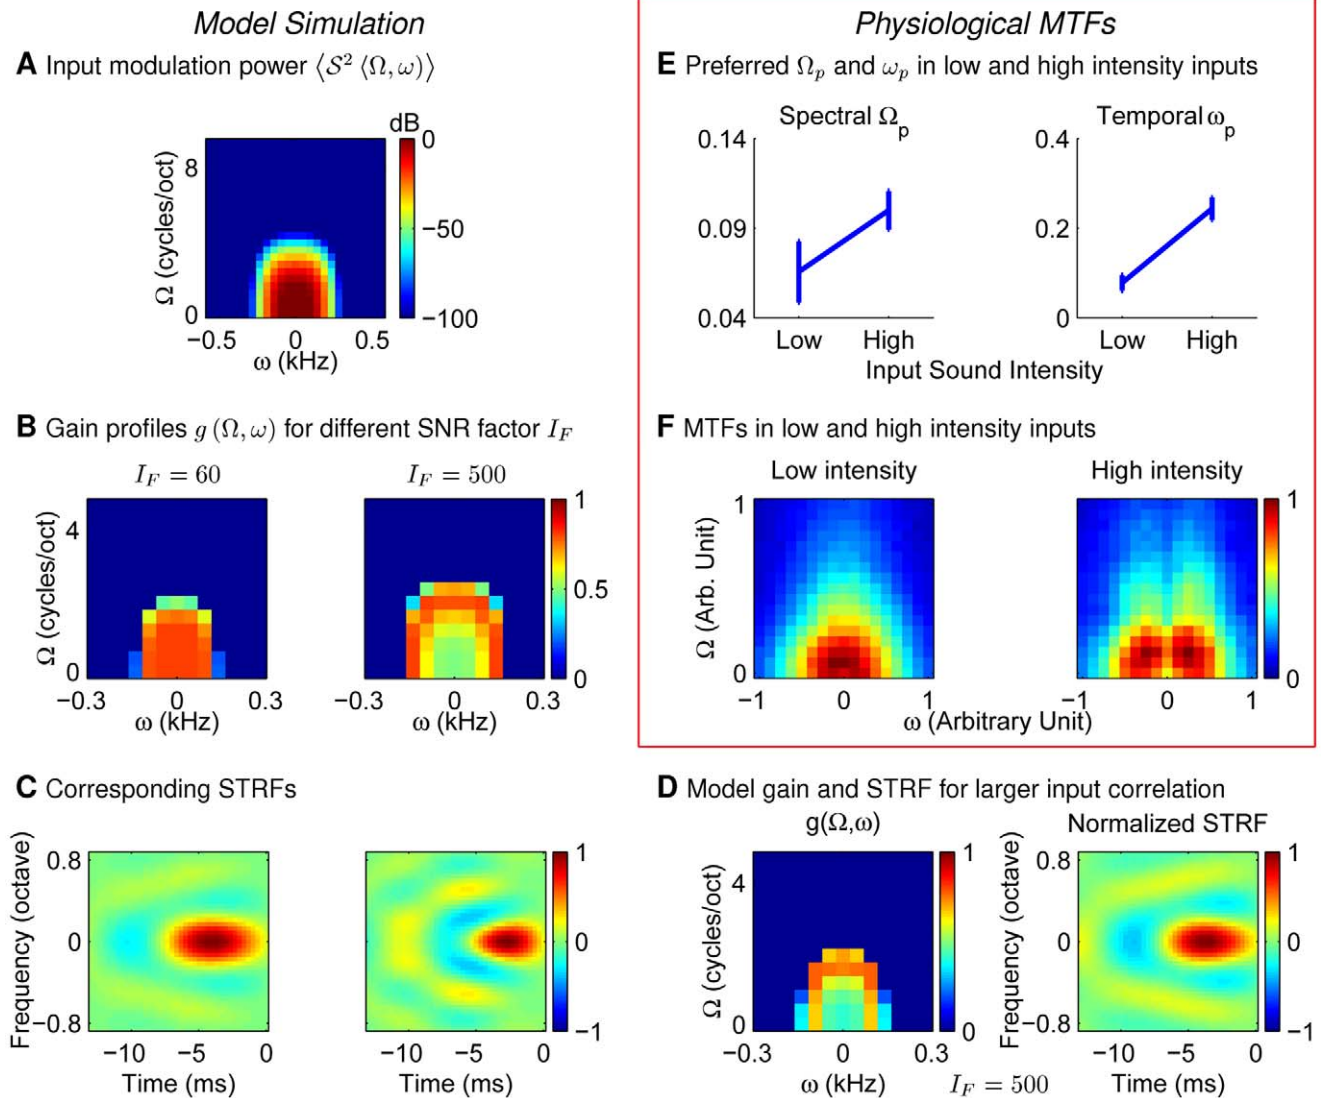 Model Simulation
Physiological MTFs
A Input modulation power ⟨𝒮² ⟨Ω, ω)⟩
E Preferred Ωₚ and ωₚ in low and high intensity inputs
dB
0
−50
−100
8
0
Ω (cycles/oct)
−0.5 0 0.5
ω (kHz)
Spectral Ωₚ
0.14
0.09
0.04
Low High
Temporal ωₚ
0.4
0.2
0
Low High
Input Sound Intensity
B Gain profiles g (Ω, ω) for different SNR factor I_F
I_F = 60
I_F = 500
4
0
Ω (cycles/oct)
−0.3 0 0.3
ω (kHz)
−0.3 0 0.3
ω (kHz)
1
0.5
0
F MTFs in low and high intensity inputs
Low intensity
High intensity
1
0
Ω (Arb. Unit)
−1 0 1
−1 0 1
ω (Arbitrary Unit)
1
0
C Corresponding STRFs
0.8
0
−0.8
Frequency (octave)
−10 −5 0
Time (ms)
−10 −5 0
Time (ms)
1
0
−1
D Model gain and STRF for larger input correlation
g(Ω,ω)
Normalized STRF
4
0
Ω (cycles/oct)
−0.3 0 0.3
ω (kHz)
1
0
I_F = 500
0.8
0
−0.8
Frequency (octave)
−10 −5 0
Time (ms)
1
0
−1